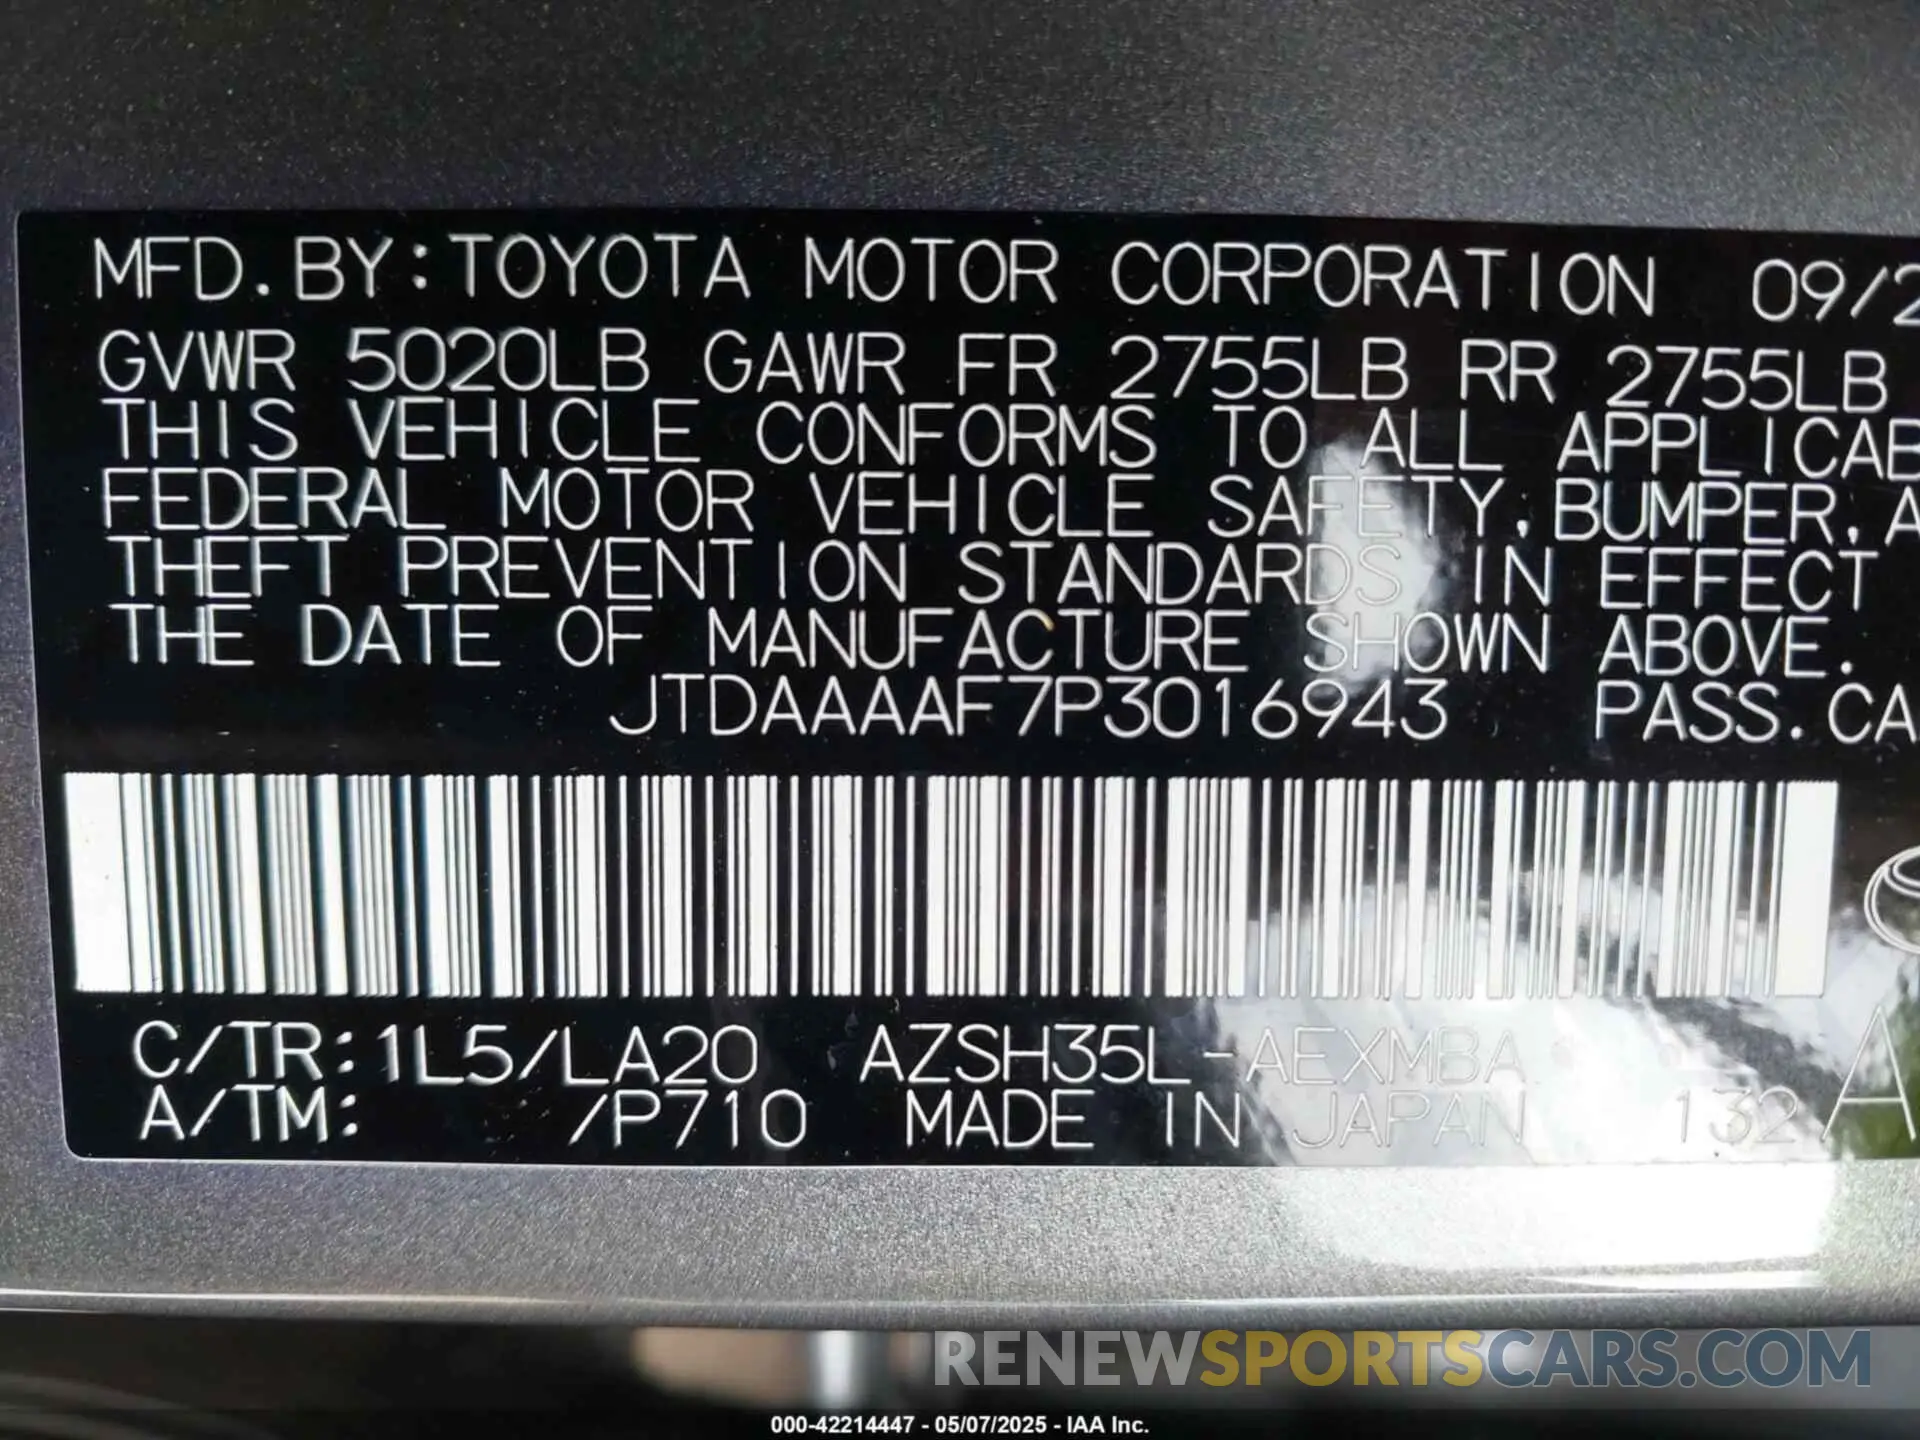 MFD.BY:TOYOTA MOTOR CORPORATION 09/2
GVWR 5020LB GAWR FR 2755LB RR 2755LB
THIS VEHICLE CONFORMS TO ALL APPLICAB
FEDERAL MOTOR VEHICLE SAFETY,BUMPER,A
THEFT PREVENTION STANDARDS IN EFFECT
THE DATE OF MANUFACTURE SHOWN ABOVE.
JTDAAAAAF7P3016943 PASS.CA
C/TR:1L5/LA20 AZSH35L-AEXMBA
A/TM: /P710 MADE IN JAPAN 132 A
RENEWSPORTSCARS.COM
000-42214447 - 05/07/2025 - IAA Inc.